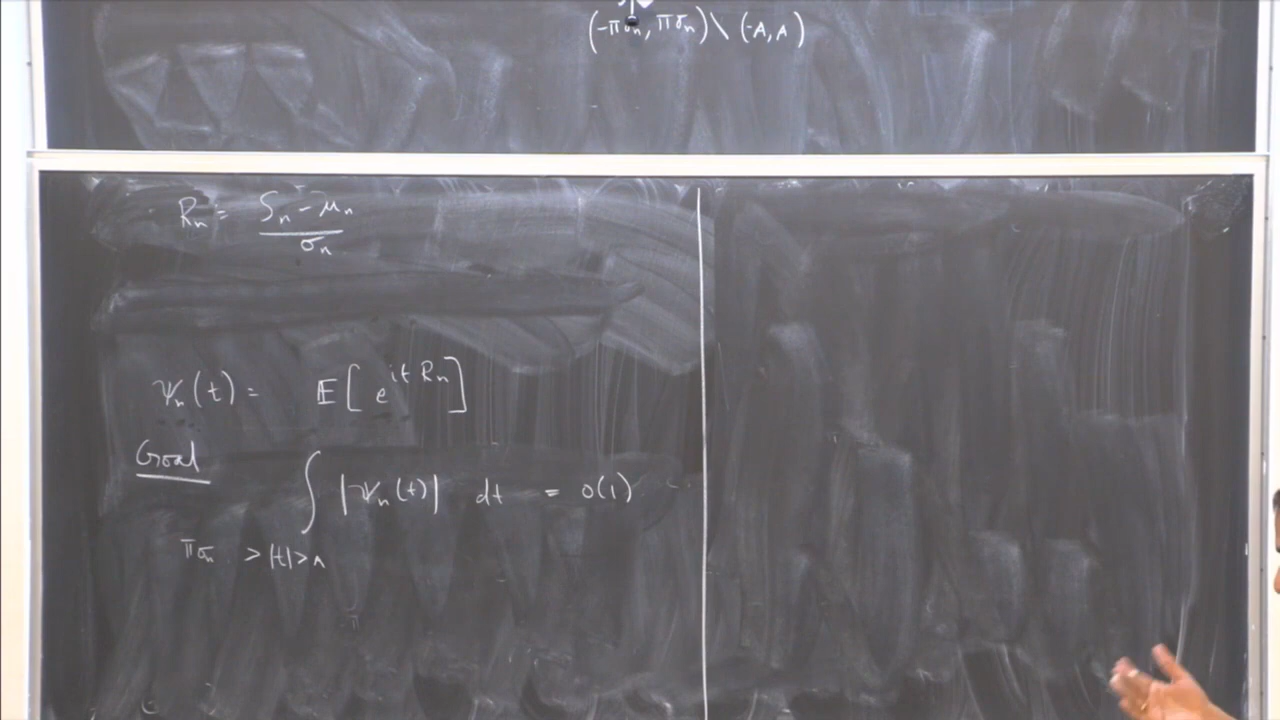 (-πσₙ, πσₙ) \ (-A, A)
Rₙ = (Sₙ - μₙ) / σₙ
ψₙ(t) = 𝔼[e^{itRₙ}]
Goal
∫_{πσₙ > |t| > A} |ψₙ(t)| dt = o(1)